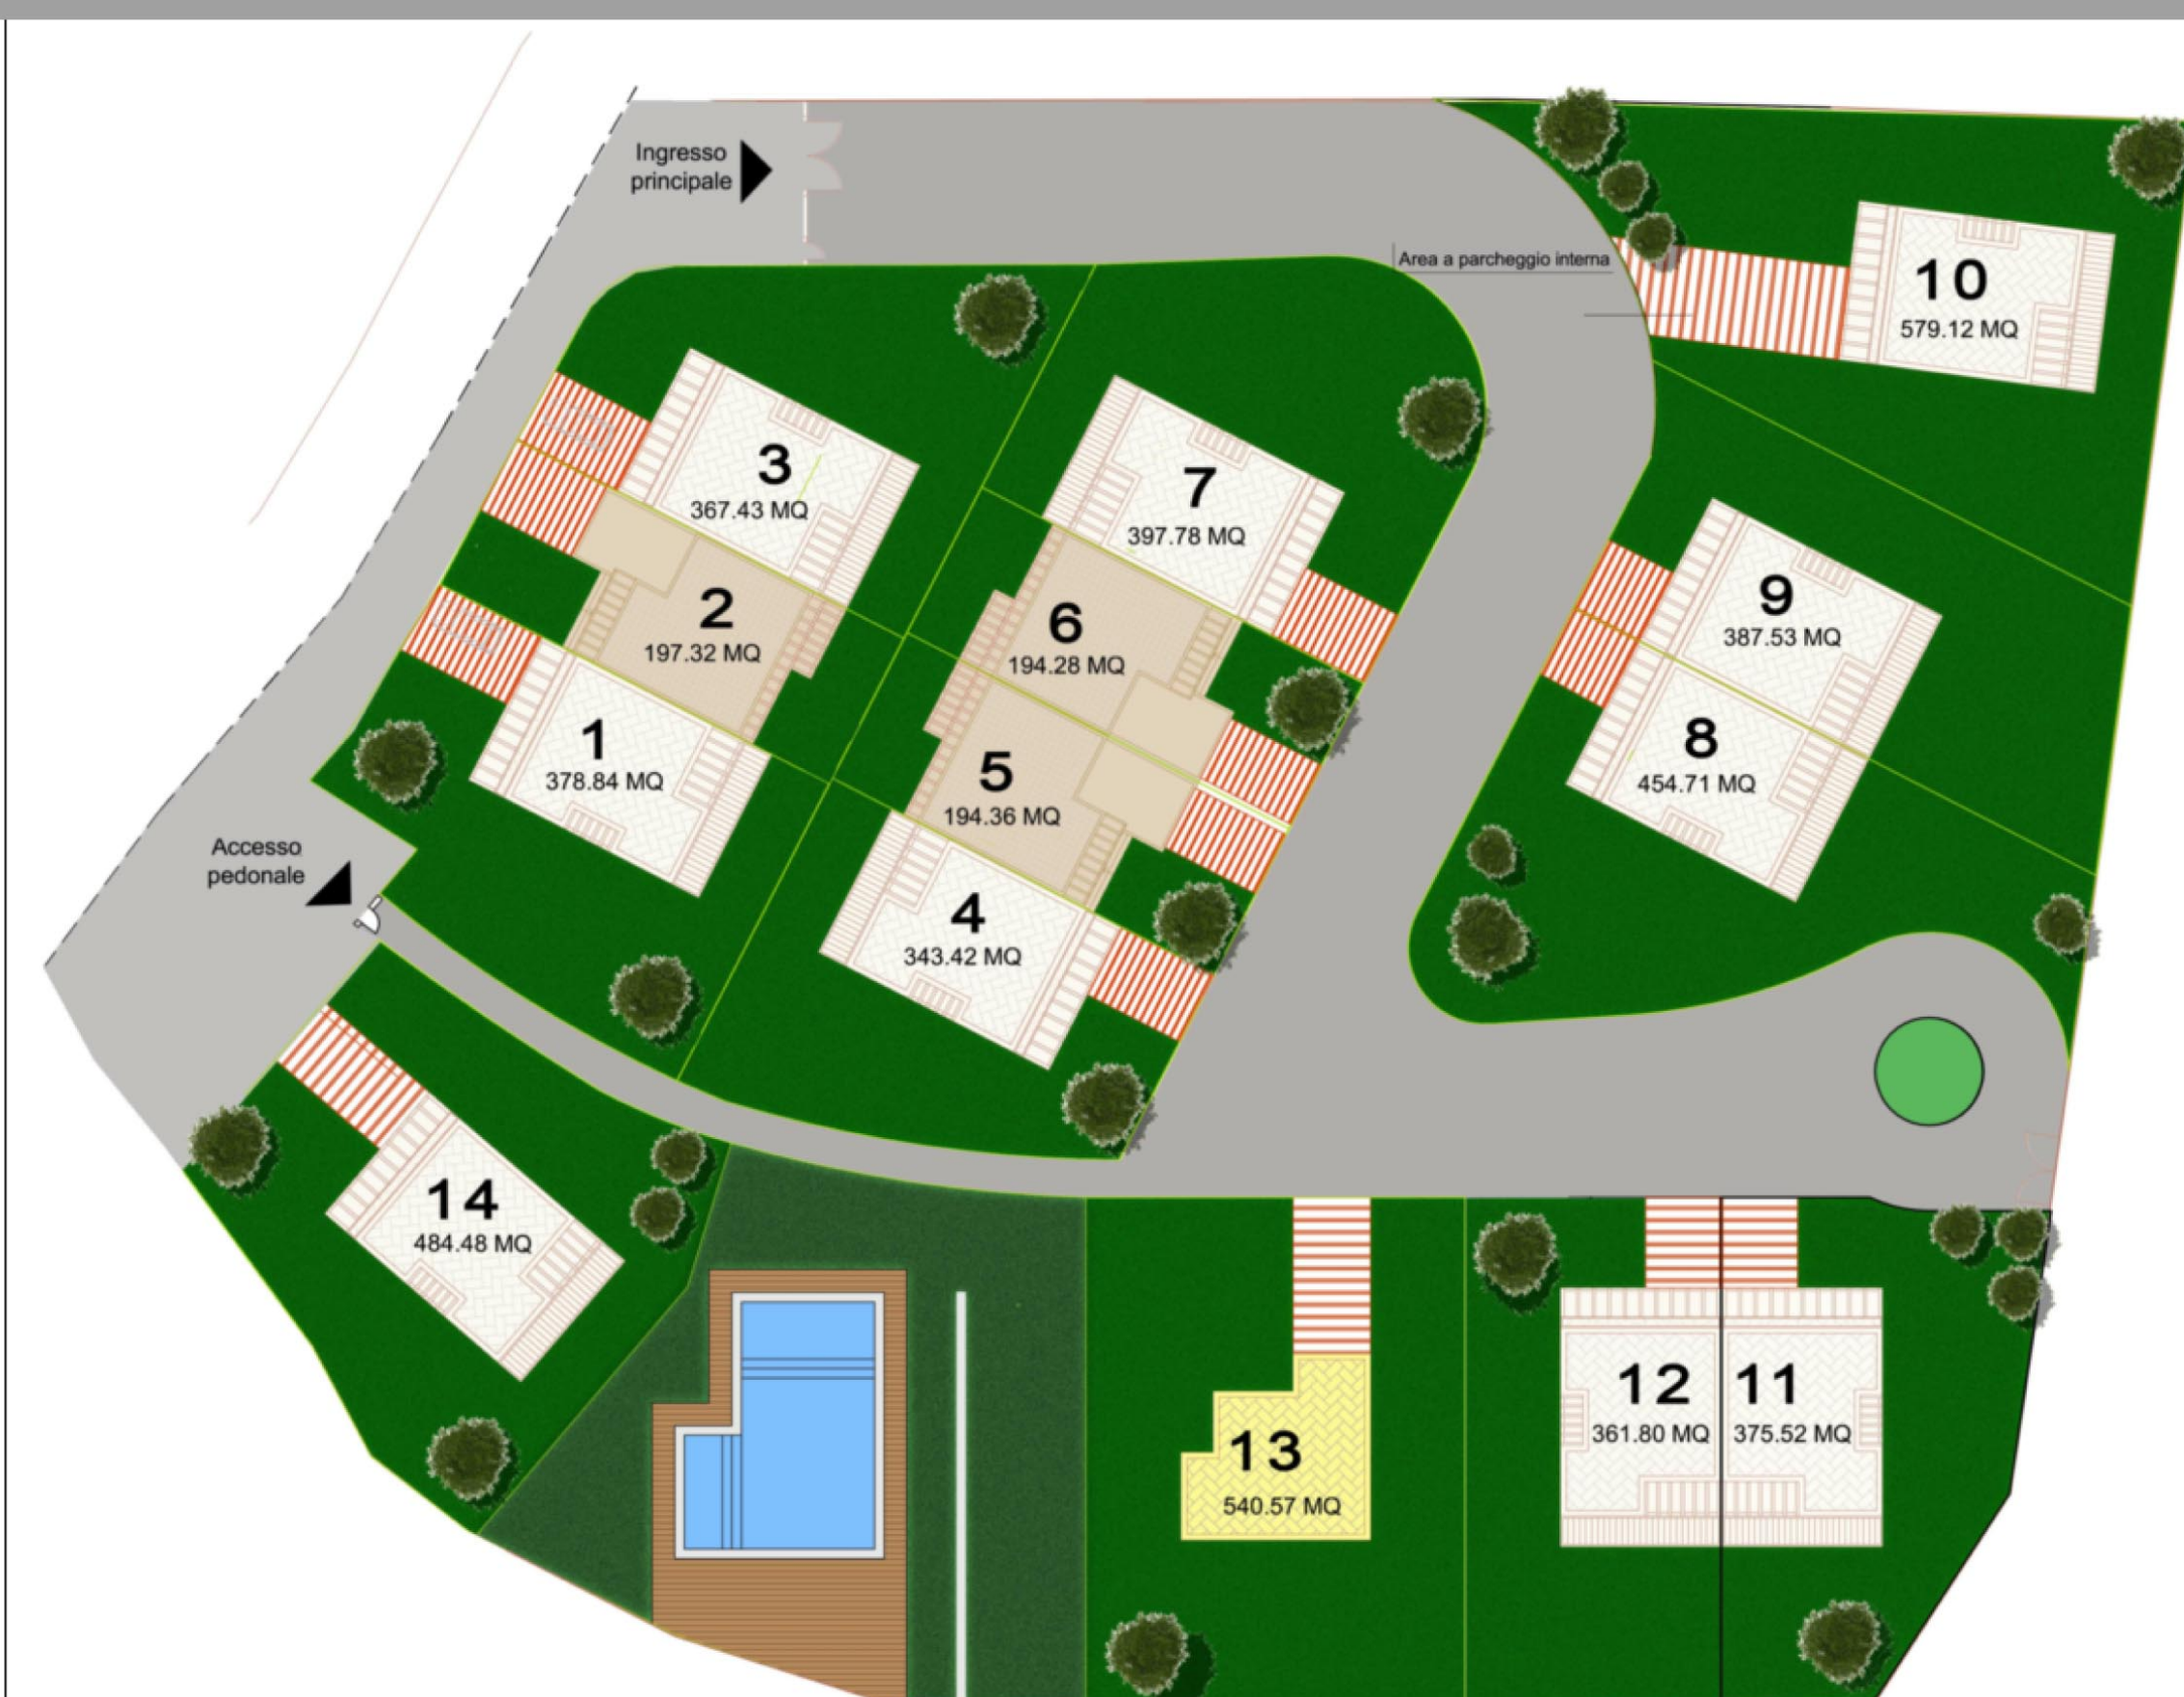 Ingresso
principale
Area a parcheggio interna
10
579.12 MQ
3
367.43 MQ
7
397.78 MQ
2
197.32 MQ
6
194.28 MQ
9
387.53 MQ
1
378.84 MQ
5
194.36 MQ
8
454.71 MQ
Accesso
pedonale
4
343.42 MQ
14
484.48 MQ
13
540.57 MQ
12
361.80 MQ
11
375.52 MQ